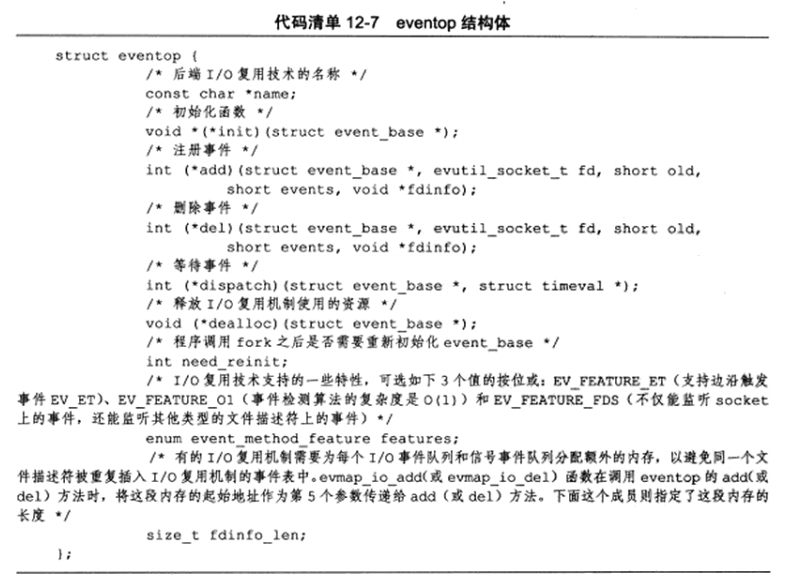 代码清单 12-7 eventop 结构体
struct eventop {
/* 后端 I/O 复用技术的名称 */
const char *name;
/* 初始化函数 */
void *(*init)(struct event_base *);
/* 注册事件 */
int (*add)(struct event_base *, evutil_socket_t fd, short old,
short events, void *fdinfo);
/* 删除事件 */
int (*del)(struct event_base *, evutil_socket_t fd, short old,
short events, void *fdinfo);
/* 等待事件 */
int (*dispatch)(struct event_base *, struct timeval *);
/* 释放 I/O 复用机制使用的资源 */
void (*dealloc)(struct event_base *);
/* 程序调用 fork 之后是否需要重新初始化 event_base */
int need_reinit;
/* I/O 复用技术支持的一些特性，可选如下 3 个值的按位或：EV_FEATURE_ET（支持边沿触发
事件 EV_ET）、EV_FEATURE_O1（事件检测算法的复杂度是 O(1)）和 EV_FEATURE_FDS（不仅能监听 socket
上的事件，还能监听其他类型的文件描述符上的事件）*/
enum event_method_feature features;
/* 有的 I/O 复用机制需要为每个 I/O 事件队列和信号事件队列分配额外的内存，以避免同一个文
件描述符被重复插入 I/O 复用机制的事件表中。evmap_io_add(或 evmap_io_del) 函数在调用 eventop 的 add(或
del) 方法时，将这段内存的起始地址作为第 5 个参数传递给 add（或 del）方法。下面这个成员则指定了这段内存的
长度 */
size_t fdinfo_len;
};